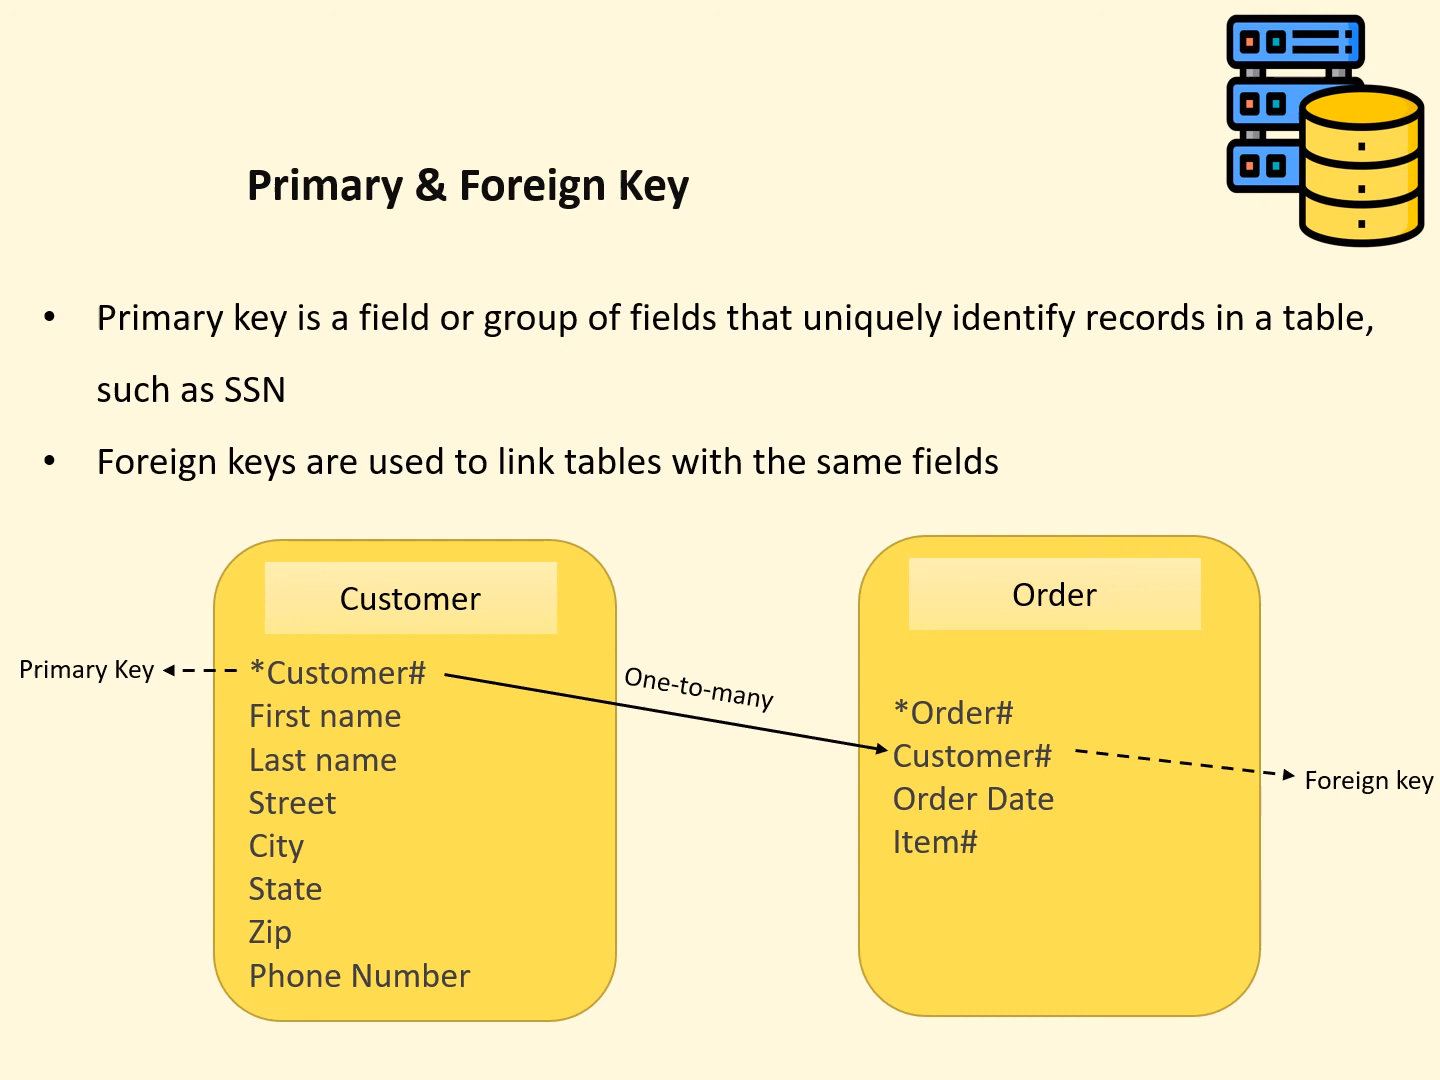 Primary & Foreign Key
• Primary key is a field or group of fields that uniquely identify records in a table,
such as SSN
• Foreign keys are used to link tables with the same fields
Customer
Primary Key
*Customer#
First name
Last name
Street
City
State
Zip
Phone Number
One-to-many
Order
*Order#
Customer#
Order Date
Item#
Foreign key